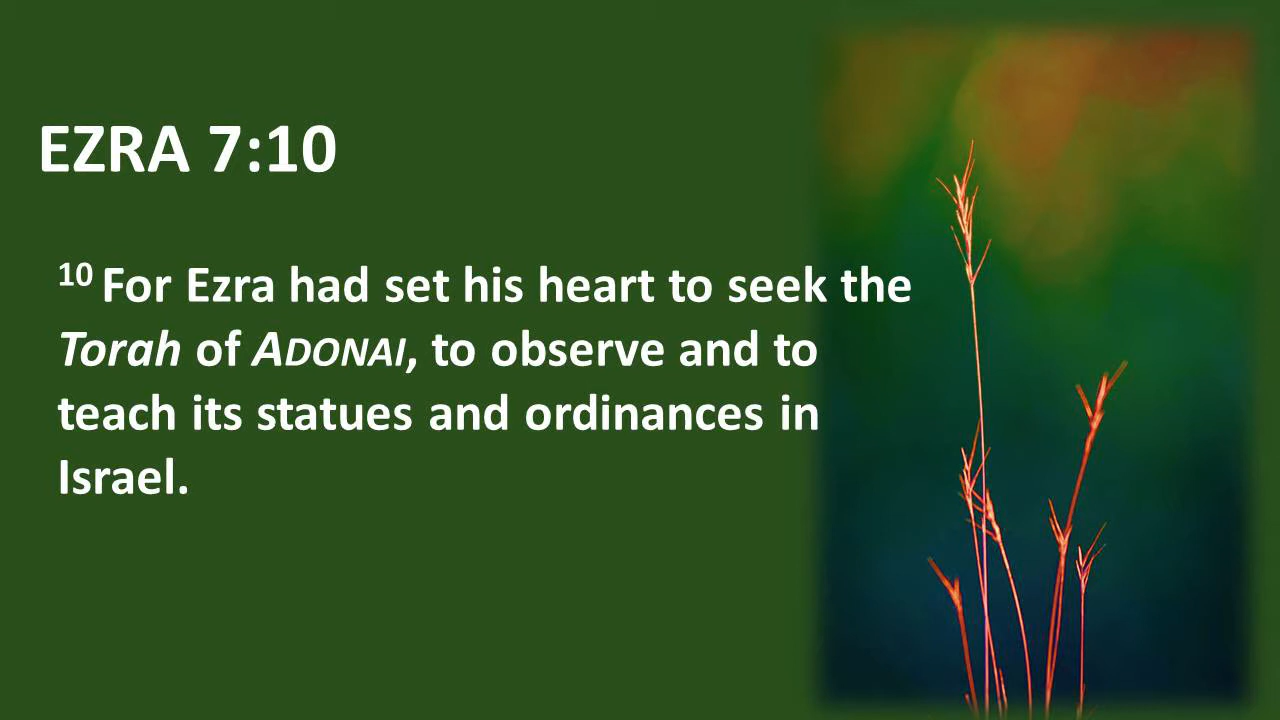 EZRA 7:10
10 For Ezra had set his heart to seek the
Torah of ADONAI, to observe and to
teach its statues and ordinances in
Israel.